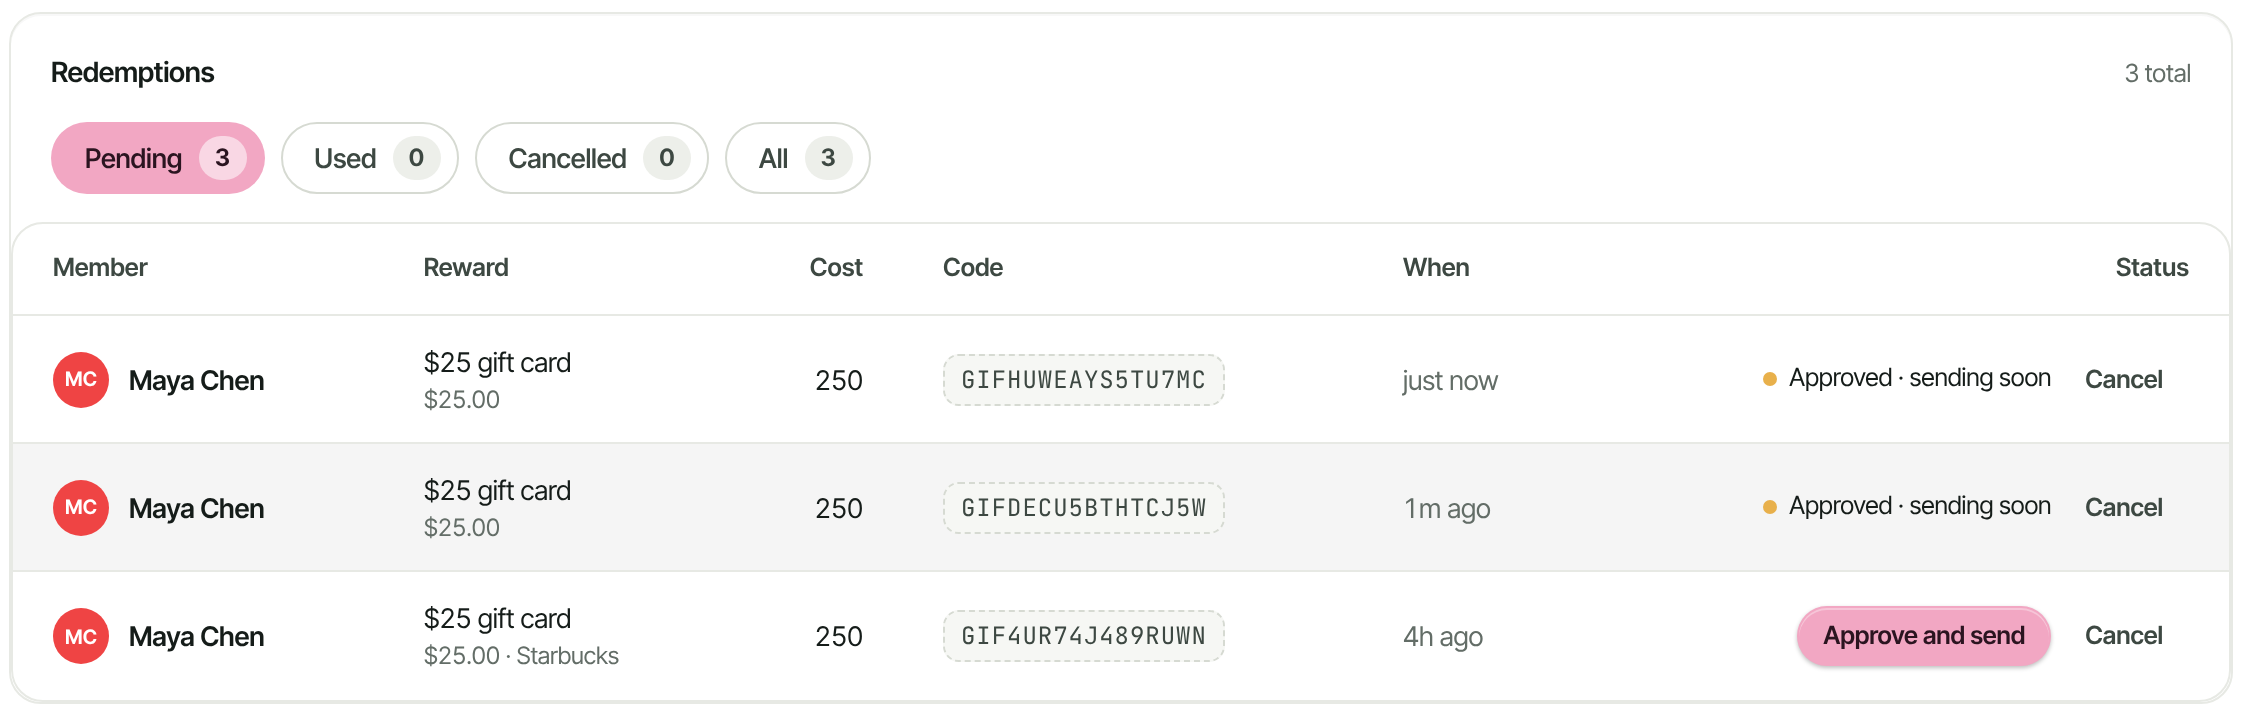 Redemptions
3 total
Pending 3
Used 0
Cancelled 0
All 3
Member Reward Cost Code When Status
MC Maya Chen $25 gift card 250 GIFHUWEAYS5TU7MC just now Approved · sending soon Cancel
$25.00
MC Maya Chen $25 gift card 250 GIFDECU5BTHTCJ5W 1m ago Approved · sending soon Cancel
$25.00
MC Maya Chen $25 gift card 250 GIF4UR74J489RUWN 4h ago Approve and send Cancel
$25.00 · Starbucks